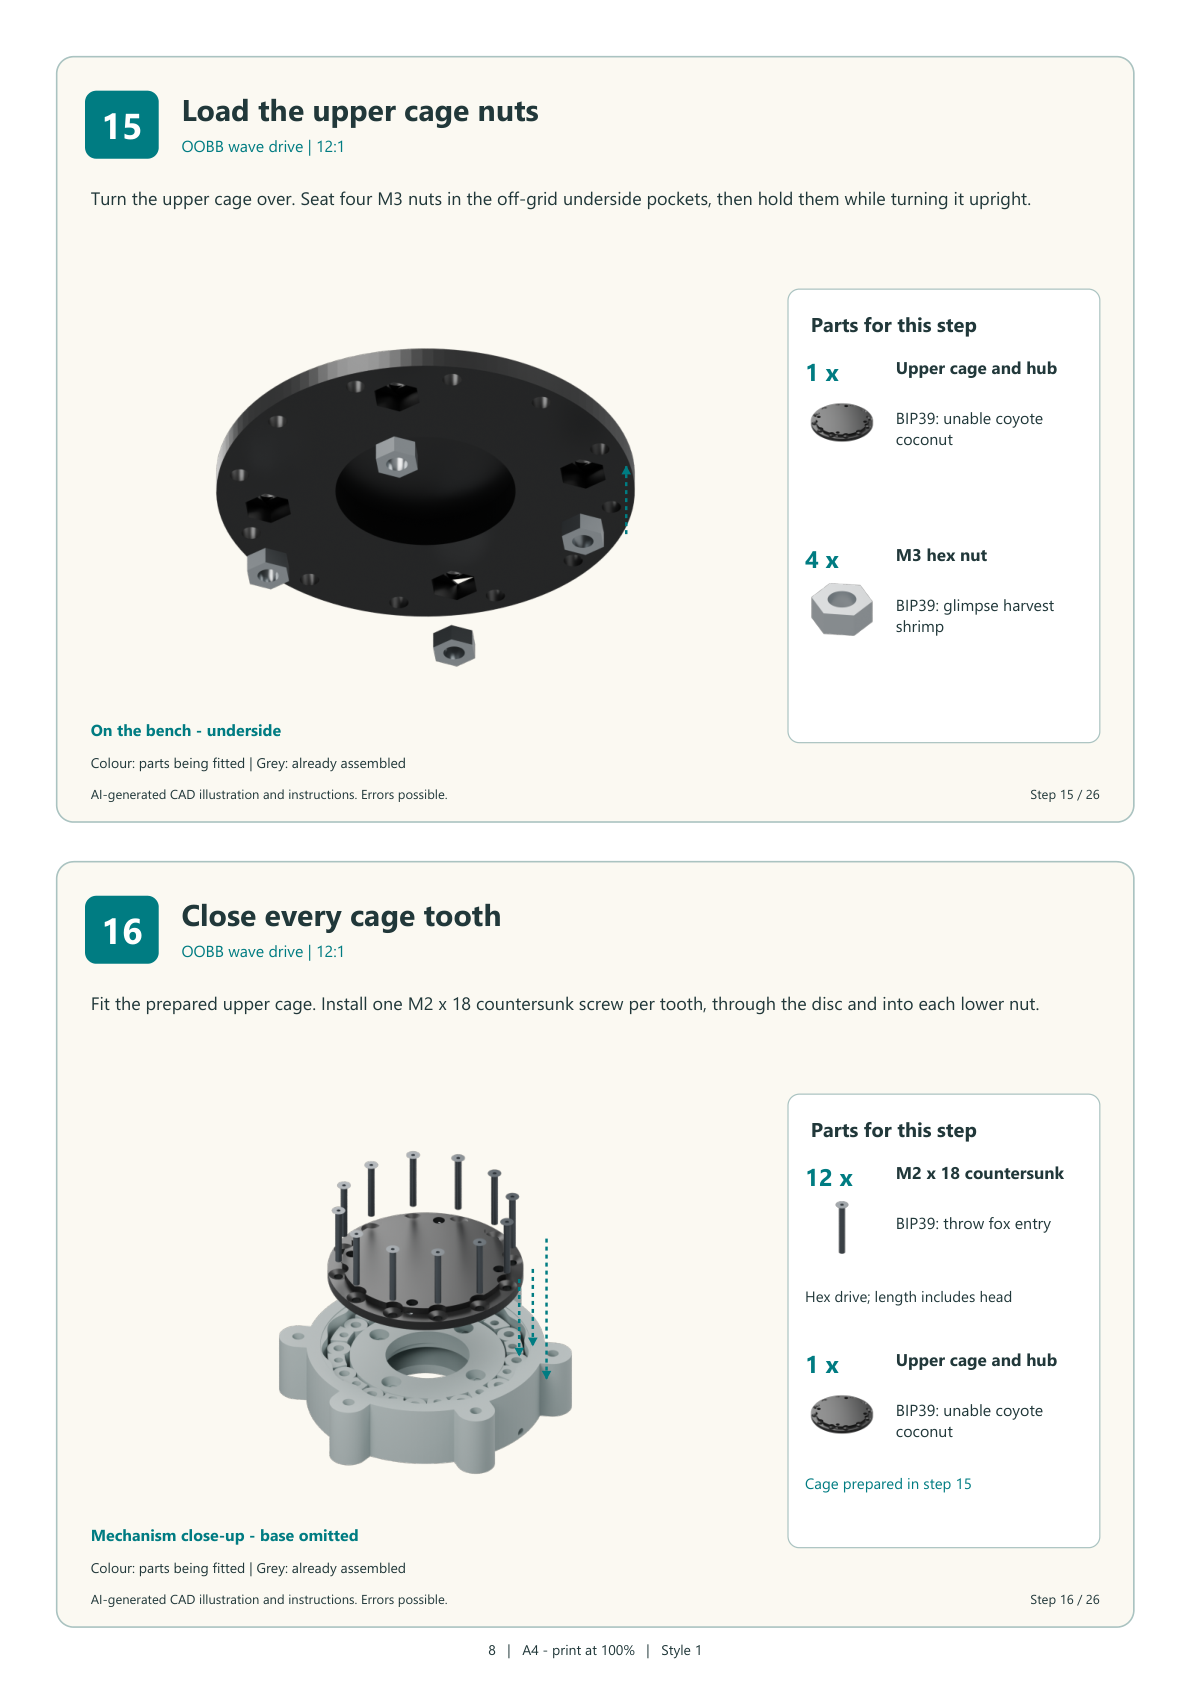 15
Load the upper cage nuts
OOBB wave drive | 12:1
Turn the upper cage over. Seat four M3 nuts in the off-grid underside pockets, then hold them while turning it upright.
Parts for this step
1 x
Upper cage and hub
BIP39: unable coyote
coconut
4 x
M3 hex nut
BIP39: glimpse harvest
shrimp
On the bench - underside
Colour: parts being fitted | Grey: already assembled
AI-generated CAD illustration and instructions. Errors possible.
Step 15 / 26
16
Close every cage tooth
OOBB wave drive | 12:1
Fit the prepared upper cage. Install one M2 x 18 countersunk screw per tooth, through the disc and into each lower nut.
Parts for this step
12 x
M2 x 18 countersunk
BIP39: throw fox entry
Hex drive; length includes head
1 x
Upper cage and hub
BIP39: unable coyote
coconut
Cage prepared in step 15
Mechanism close-up - base omitted
Colour: parts being fitted | Grey: already assembled
AI-generated CAD illustration and instructions. Errors possible.
Step 16 / 26
8 | A4 - print at 100% | Style 1